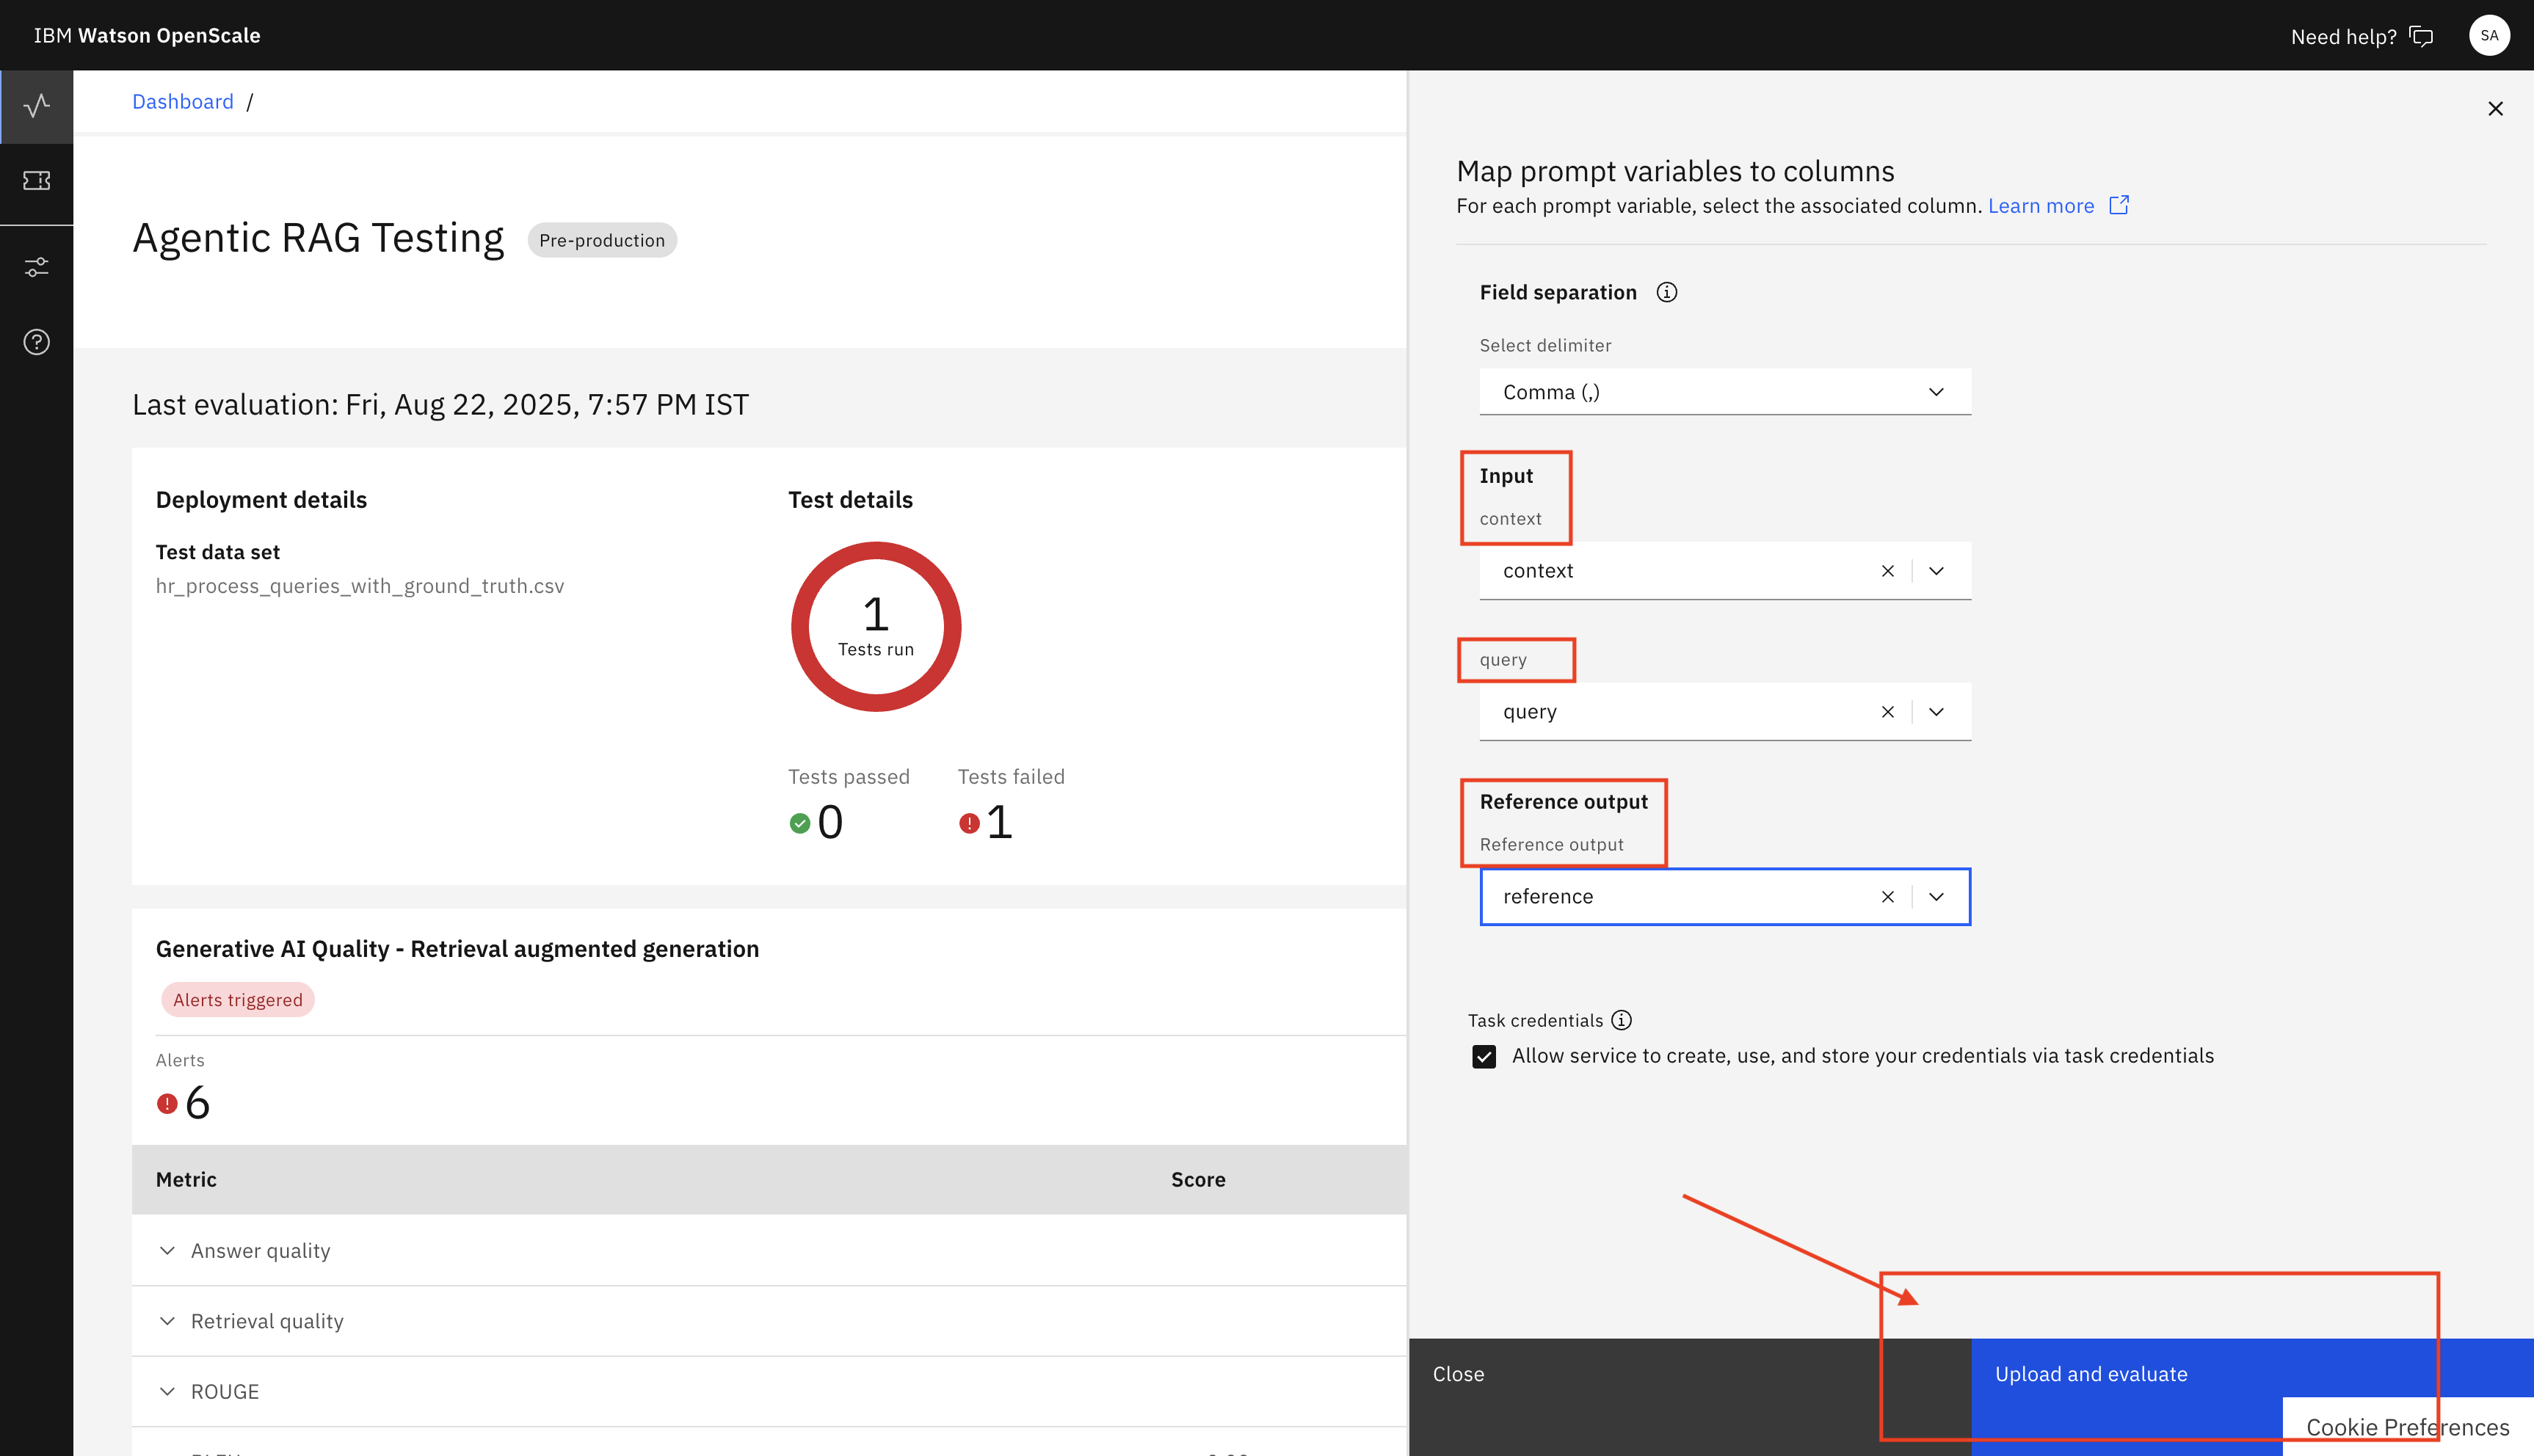 IBM Watson OpenScale
Need help?
SA
Dashboard /
Agentic RAG Testing
Pre-production
Last evaluation: Fri, Aug 22, 2025, 7:57 PM IST
Deployment details
Test data set
hr_process_queries_with_ground_truth.csv
Test details
1
Tests run
Tests passed
0
Tests failed
1
Generative AI Quality - Retrieval augmented generation
Alerts triggered
Alerts
6
Metric
Score
Answer quality
Retrieval quality
ROUGE
Map prompt variables to columns
For each prompt variable, select the associated column. Learn more
Field separation
Select delimiter
Comma (,)
Input
context
context
query
query
Reference output
Reference output
reference
Task credentials
Allow service to create, use, and store your credentials via task credentials
Close
Upload and evaluate
Cookie Preferences